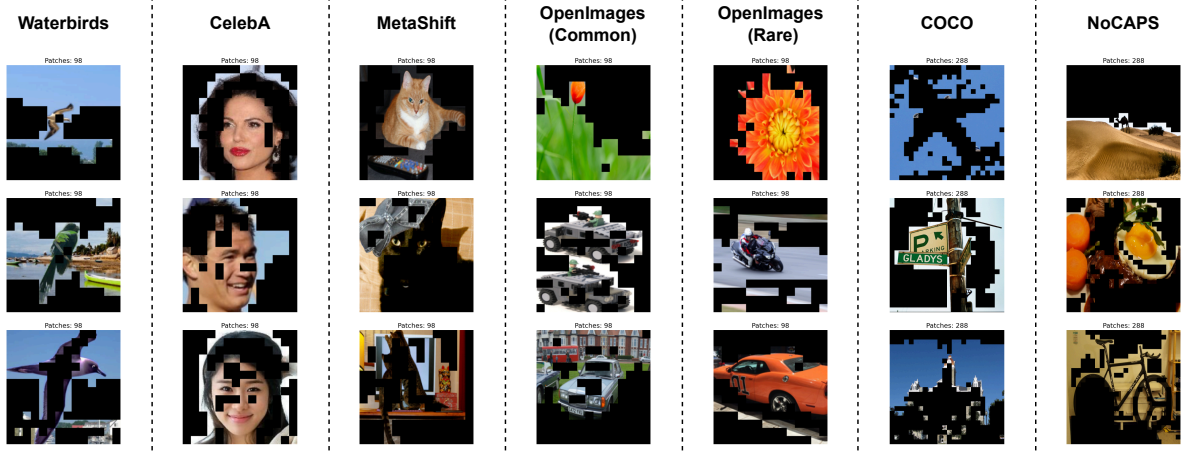 Waterbirds
CelebA
MetaShift
OpenImages
(Common)
OpenImages
(Rare)
COCO
NoCAPS
Patches: 98
Patches: 98
Patches: 98
Patches: 98
Patches: 98
Patches: 288
Patches: 288
Patches: 98
Patches: 98
Patches: 98
Patches: 98
Patches: 98
Patches: 288
Patches: 288
P
ARKING
GLADYS
Patches: 98
Patches: 98
Patches: 98
Patches: 98
Patches: 98
Patches: 288
Patches: 288
01